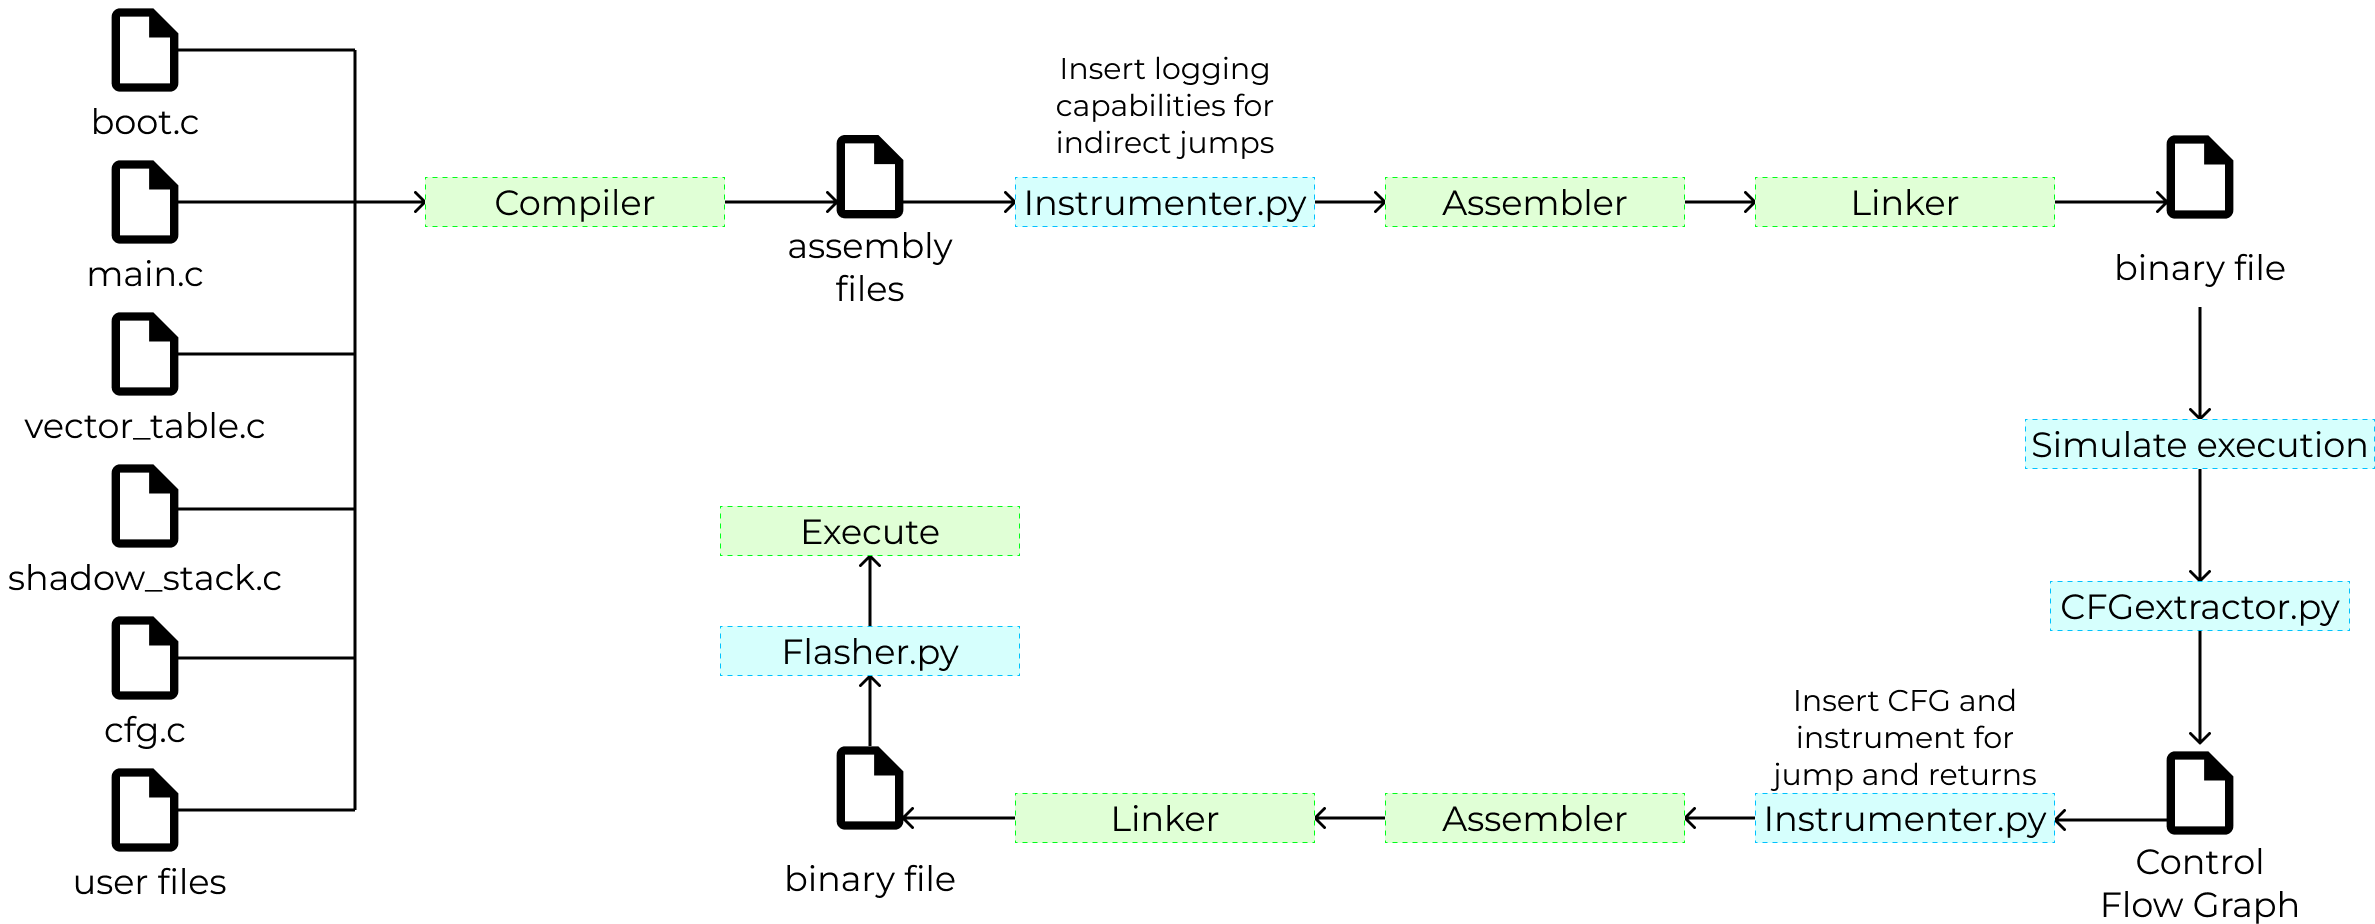 boot.c
main.c
vector_table.c
shadow_stack.c
cfg.c
user files
Compiler
assembly
files
Insert logging
capabilities for
indirect jumps
Instrumenter.py
Assembler
Linker
binary file
Simulate execution
CFGextractor.py
Control
Flow Graph
Insert CFG and
instrument for
jump and returns
Instrumenter.py
Assembler
Linker
binary file
Flasher.py
Execute